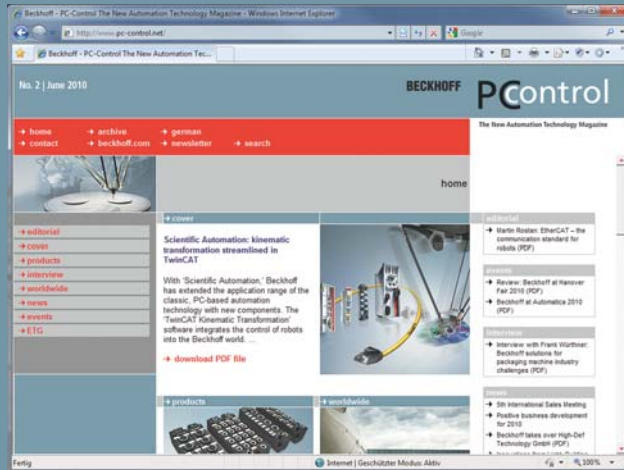 Beckhoff - PC-Control The New Automation Technology Magazine - Windows Internet Explorer
http://www.pc-control.net/
Google
Beckhoff - PC-Control The New Automation Tec...
No. 2 | June 2010
BECKHOFF
PC Control
The New Automation Technology Magazine
→ home → archive → german
→ contact → beckhoff.com → newsletter → search
home
→ editorial
→ cover
→ products
→ interview
→ worldwide
→ news
→ events
→ ETG
→ cover
Scientific Automation: kinematic
transformation streamlined in
TwinCAT
With 'Scientific Automation,' Beckhoff
has extended the application range of the
classic, PC-based automation
technology with new components. The
'TwinCAT Kinematic Transformation'
software integrates the control of robots
into the Beckhoff world. ...
→ download PDF file
→ products
→ worldwide
editorial
→ Martin Rostan: EtherCAT – the
communication standard for
robots (PDF)
events
→ Review: Beckhoff at Hanover
Fair 2010 (PDF)
→ Beckhoff at Automatica 2010
(PDF)
interview
→ Interview with Frank Würthner:
Beckhoff solutions for
packaging machine industry
challenges (PDF)
news
→ 5th International Sales Meeting
→ Positive business development
for 2010
→ Beckhoff takes over High-Def
Technology GmbH (PDF)
Fertig
Internet | Geschützter Modus: Aktiv
100%